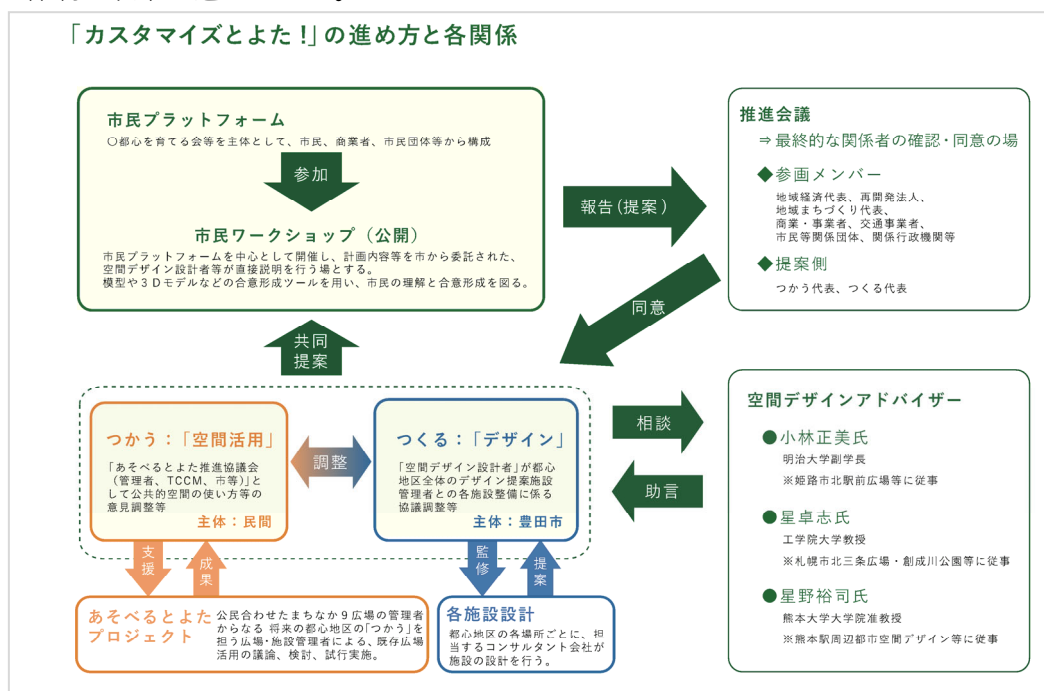 「カスタマイズとよた!」の進め方と各関係
市民プラットフォーム
〇都心を育てる会等を主体として、市民、商業者、市民団体等から構成
参加
市民ワークショップ(公開)
市民プラットフォームを中心として開催し、計画内容等を市から委託された、
空間デザイン設計者等が直接説明を行う場とする。
模型や3Dモデルなどの合意形成ツールを用い、市民の理解と合意形成を図る。
報告(提案)
推進会議
⇒最終的な関係者の確認・同意の場
◆参画メンバー
地域経済代表、再開発法人、
地域まちづくり代表、
商業・事業者、交通事業者、
市民等関係団体、関係行政機関等
◆提案側
つかう代表、つくる代表
同意
共同
提案
つかう:「空間活用」
「あそべるとよた推進協議会
(管理者、TCCM、市等)」と
して公共的空間の使い方等の
意見調整等
主体:民間
調整
つくる:「デザイン」
「空間デザイン設計者」が都心
地区全体のデザイン提案施設
管理者との各施設整備に係る
協議調整等
主体:豊田市
相談
助言
空間デザインアドバイザー
●小林正美氏
明治大学副学長
※姫路市北駅前広場等に従事
●星卓志氏
工学院大学教授
※札幌市北三条広場・創成川公園等に従事
●星野裕司氏
熊本大学大学院准教授
※熊本駅周辺都市空間デザイン等に従事
支援
成果
監修
提案
あそべるとよた
プロジェクト
公民合わせたまちなか9広場の管理者
からなる 将来の都心地区の「つかう」を
担う広場・施設管理者による、既存広場
活用の議論、検討、試行実施。
各施設設計
都心地区の各場所ごとに、担
当するコンサルタント会社が
施設の設計を行う。